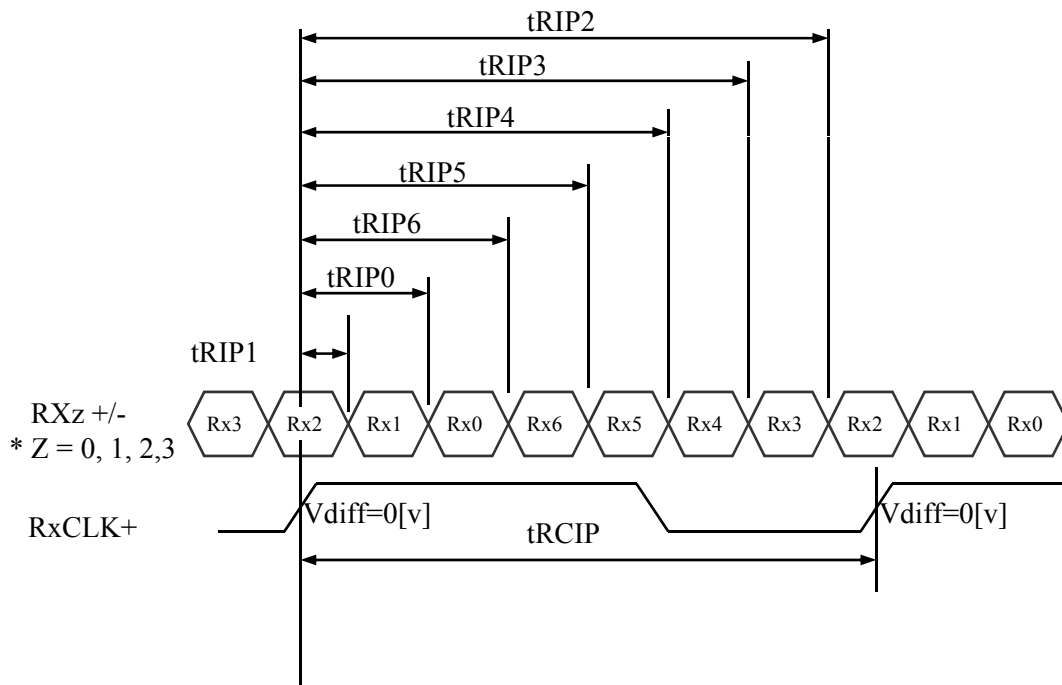 tRIP2
tRIP3
tRIP4
tRIP5
tRIP6
tRIP0
tRIP1
RXz +/-
* Z = 0, 1, 2,3
Rx3 Rx2 Rx1 Rx0 Rx6 Rx5 Rx4 Rx3 Rx2 Rx1 Rx0
RxCLK+
Vdiff=0[v] Vdiff=0[v]
tRCIP